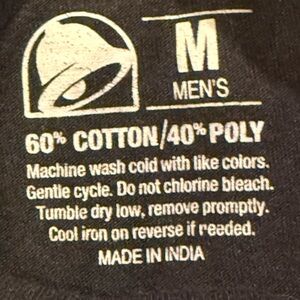 M
MEN'S
60% COTTON/40% POLY
Machine wash cold with like colors.
Gentle cycle. Do not chlorine bleach.
Tumble dry low, remove promptly.
Cool iron on reverse if needed.
MADE IN INDIA